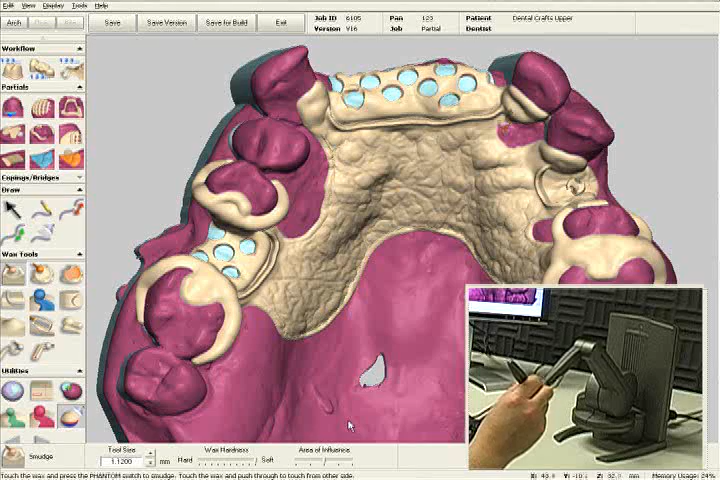 Edit View Display Tools Help
Arch
Save
Save Version
Save for Build
Exit
Job ID 6105 Pan 123 Patient Dental Crafts Upper
Version V16 Job Partial Dentist
Workflow
123
123
Partials
Copings/Bridges
Draw
Wax Tools
Utilities
Smudge
Tool Size
1.1200 mm
Wax Hardness
Hard Soft
Area of Influence
Touch the wax and press the PHANTOM switch to smudge. Touch the wax and push through to touch from other side.
Memory Usage: 24%